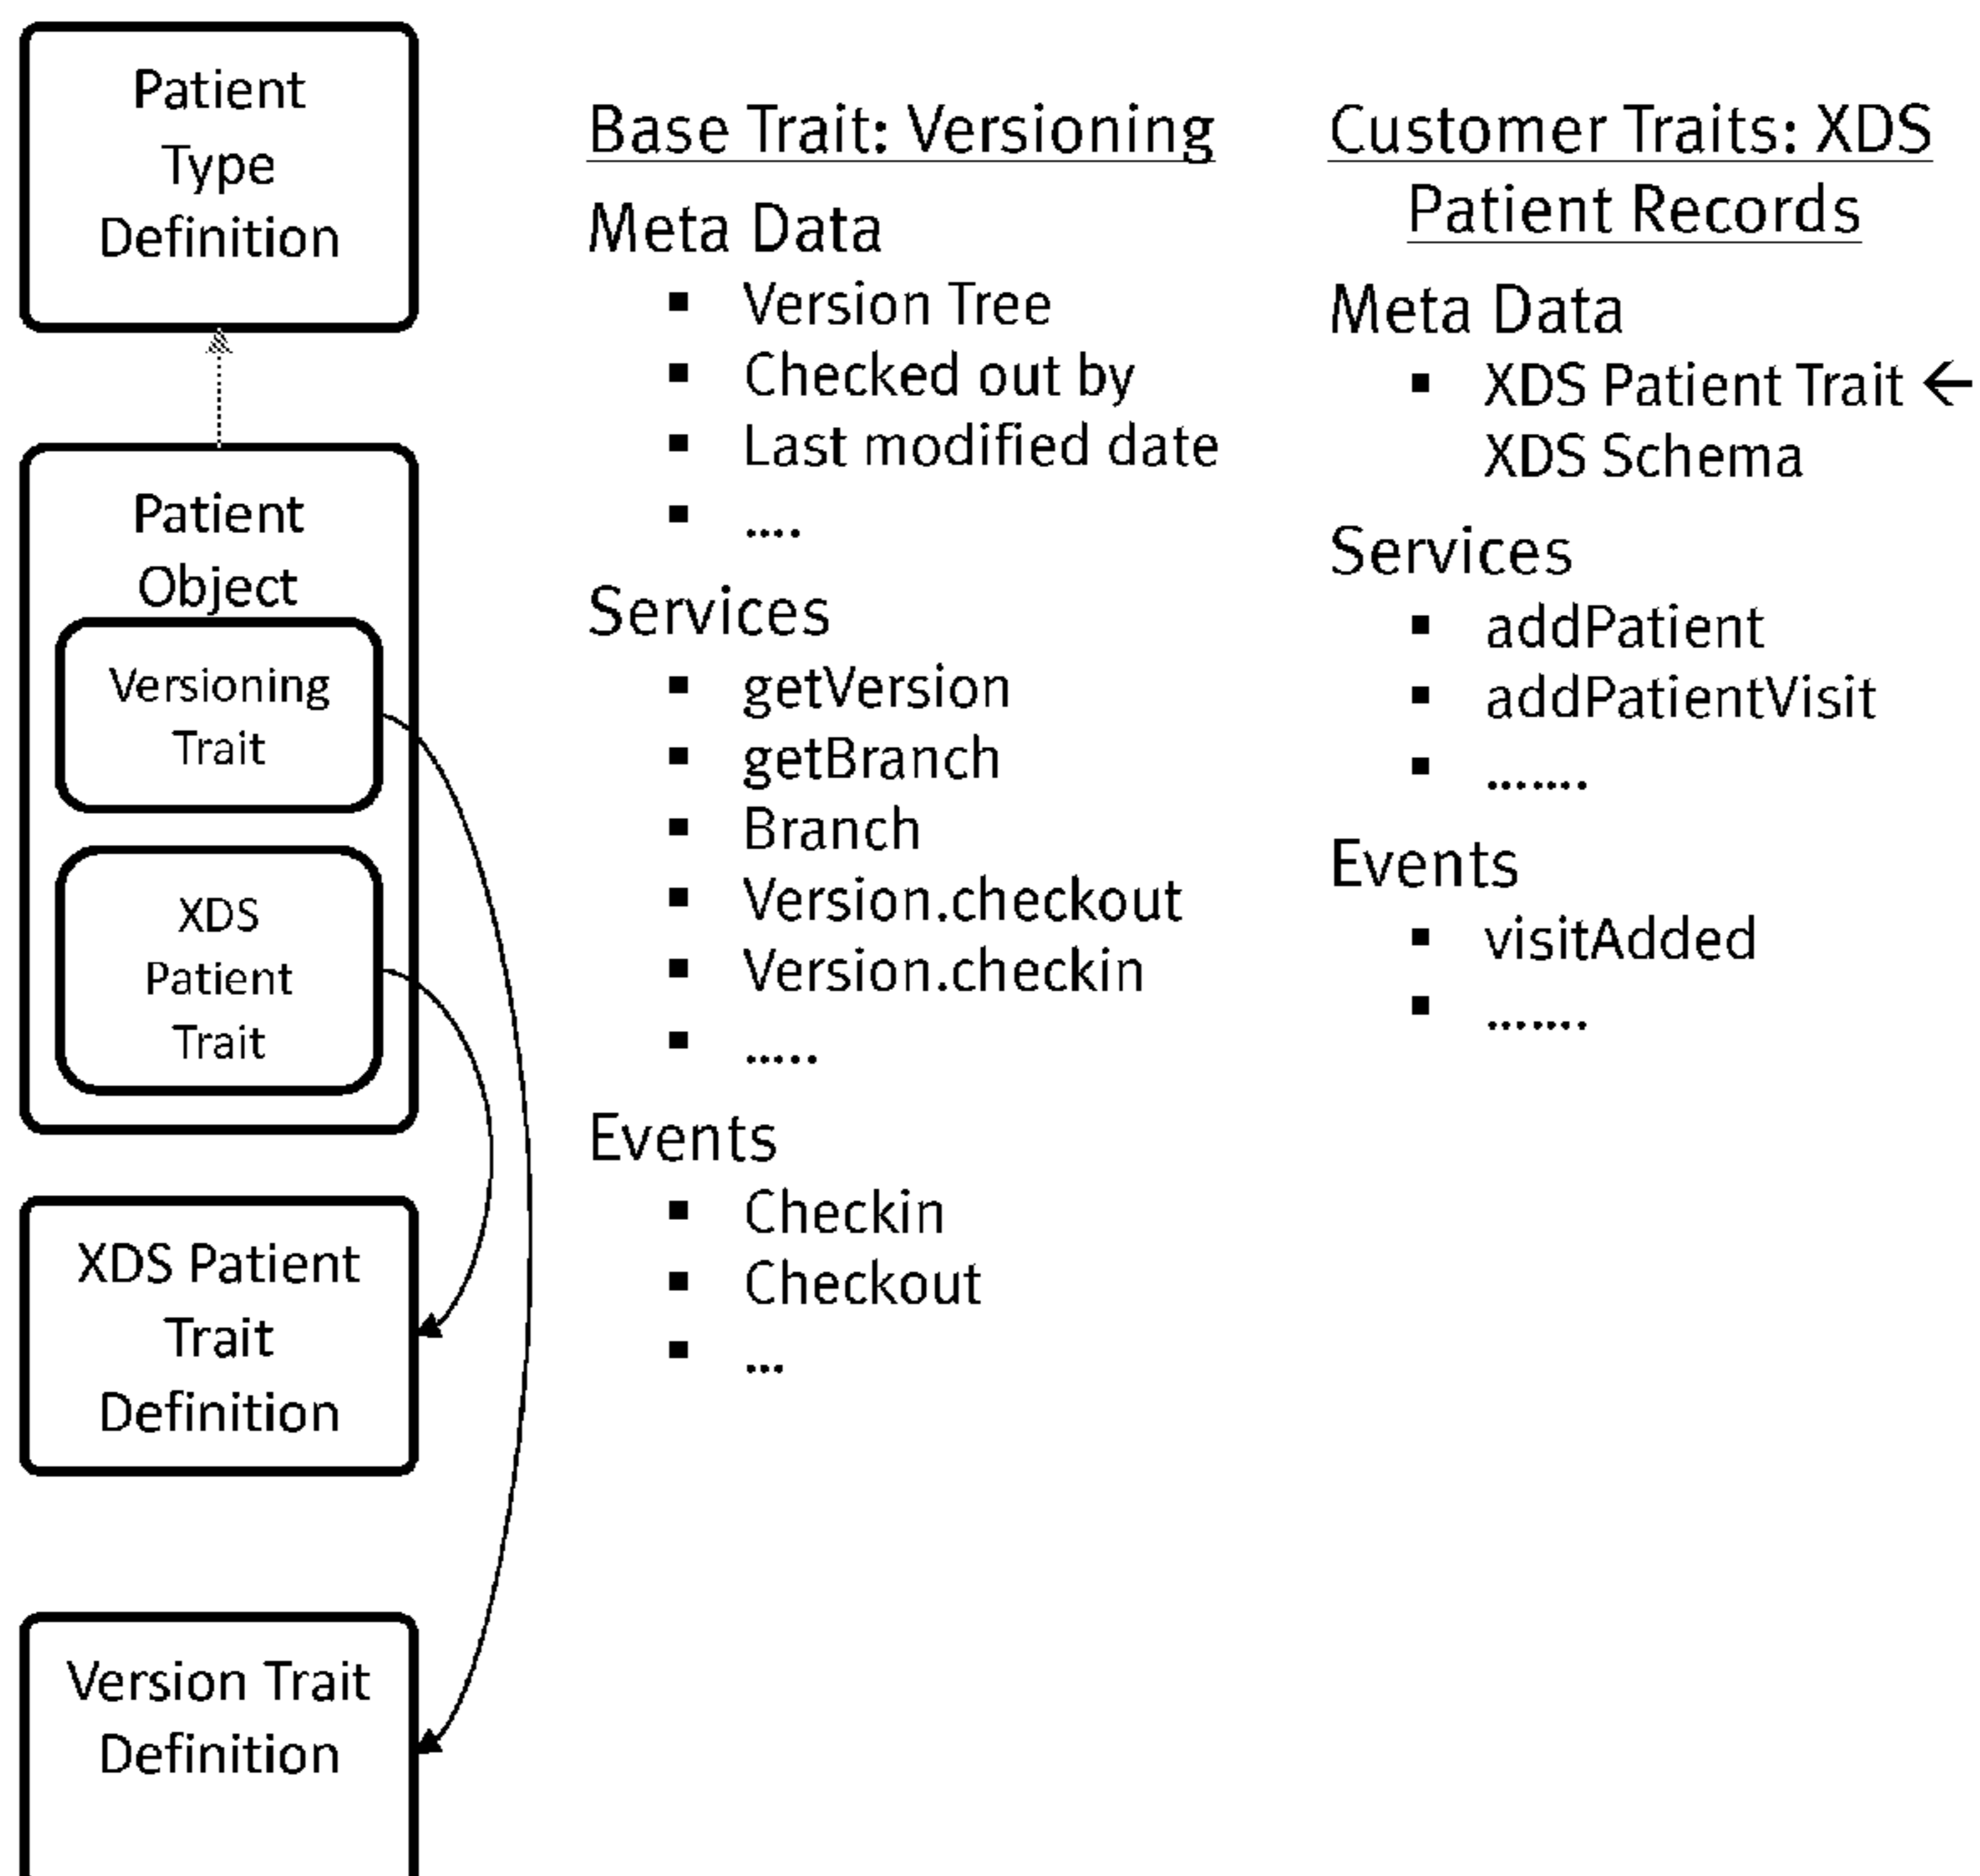 Patient
Type
Definition
Patient
Object
Versioning
Trait
XDS
Patient
Trait
XDS Patient
Trait
Definition
Version Trait
Definition
Base Trait: Versioning
Meta Data
▪ Version Tree
▪ Checked out by
▪ Last modified date
▪ ....
Services
▪ getVersion
▪ getBranch
▪ Branch
▪ Version.checkout
▪ Version.checkin
▪ .....
Events
▪ Checkin
▪ Checkout
▪ ...
Customer Traits: XDS
Patient Records
Meta Data
▪ XDS Patient Trait ←
XDS Schema
Services
▪ addPatient
▪ addPatientVisit
▪ .......
Events
▪ visitAdded
▪ .......